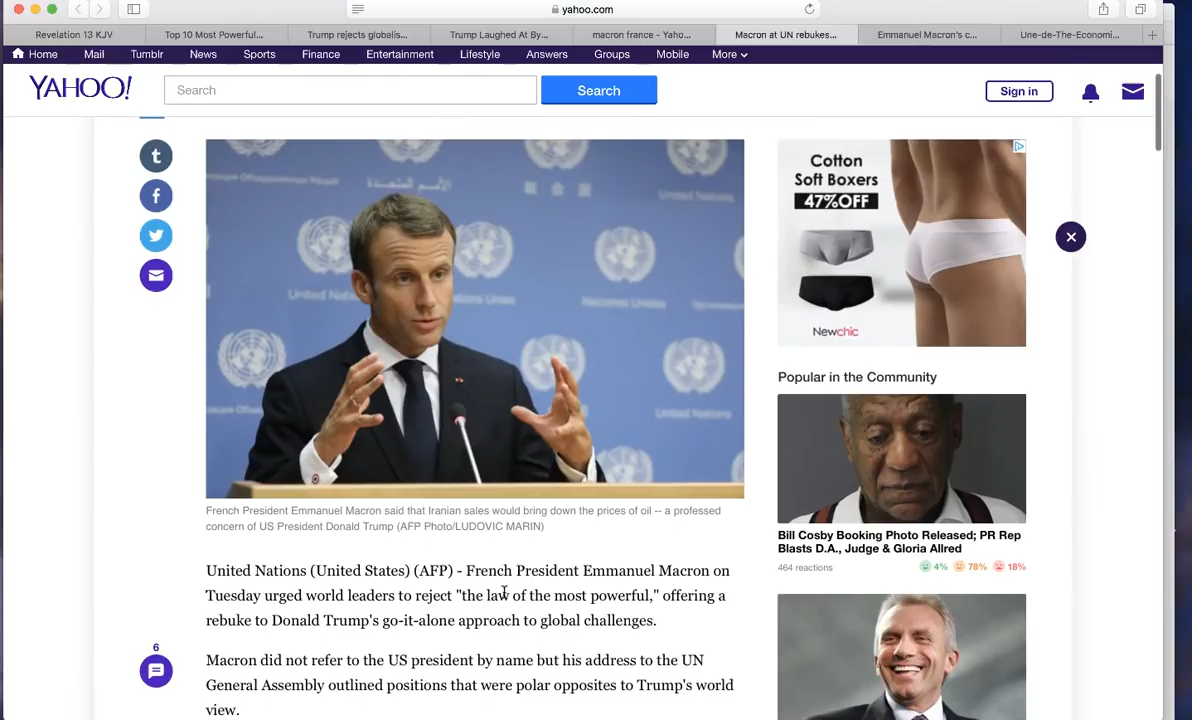 yahoo.com
Revelation 13 KJV
Top 10 Most Powerful...
Trump rejects globalis...
Trump Laughed At By...
macron france - Yaho...
Macron at UN rebukes...
Emmanuel Macron's c...
Une-de-The-Economi...
Home Mail Tumblr News Sports Finance Entertainment Lifestyle Answers Groups Mobile More
YAHOO!
Search
Search
Sign in
United Nations
Cotton
Soft Boxers
47%OFF
Newchic
French President Emmanuel Macron said that Iranian sales would bring down the prices of oil -- a professed
concern of US President Donald Trump (AFP Photo/LUDOVIC MARIN)
United Nations (United States) (AFP) - French President Emmanuel Macron on
Tuesday urged world leaders to reject "the law of the most powerful," offering a
rebuke to Donald Trump's go-it-alone approach to global challenges.
6
Macron did not refer to the US president by name but his address to the UN
General Assembly outlined positions that were polar opposites to Trump's world
view.
Popular in the Community
Bill Cosby Booking Photo Released; PR Rep
Blasts D.A., Judge & Gloria Allred
464 reactions
4% 78% 18%